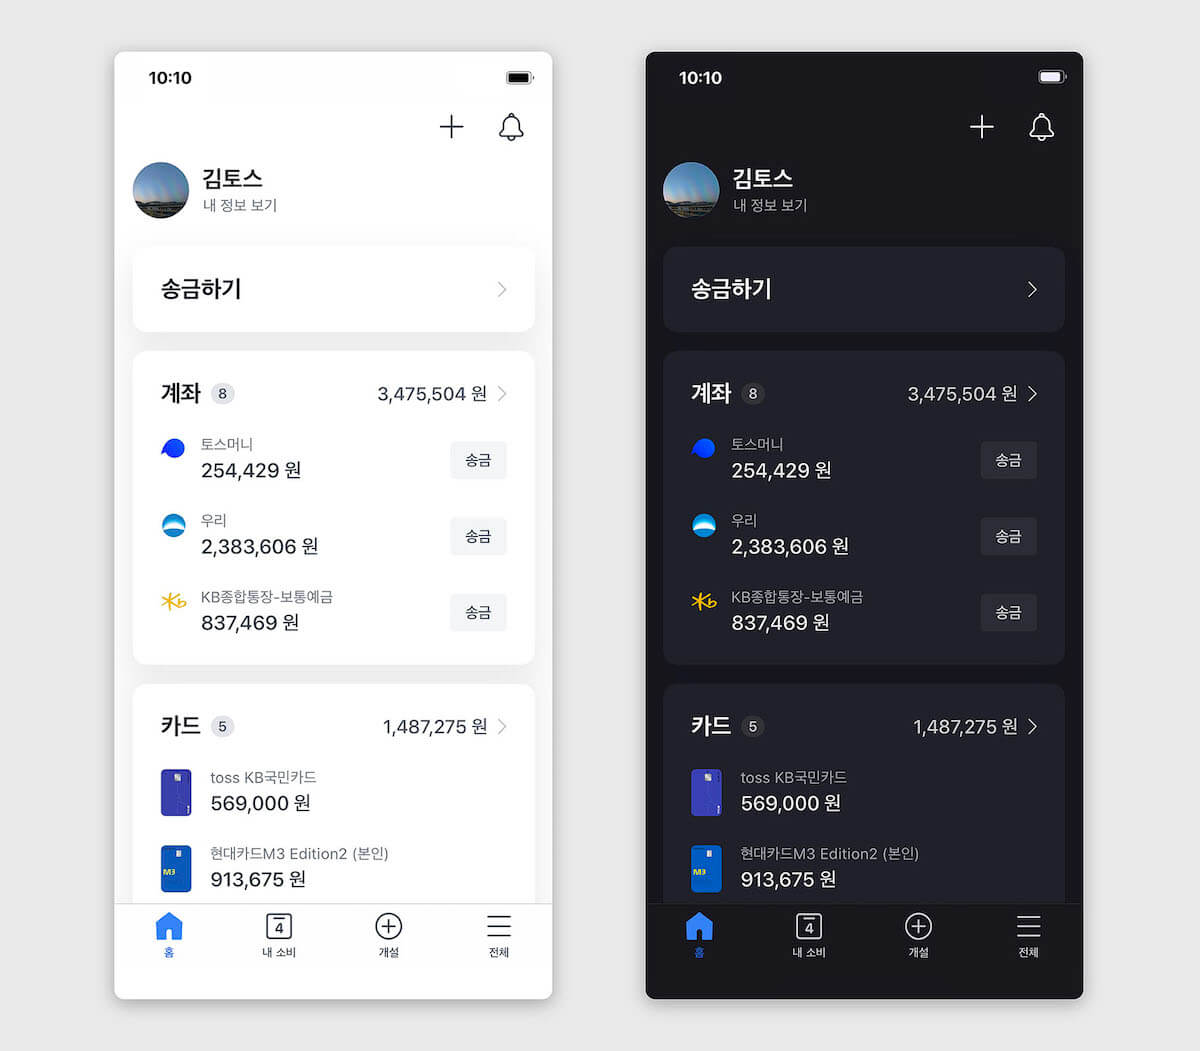 10:10
김토스
내 정보 보기
송금하기
계좌 8 3,475,504 원
토스머니
254,429 원
송금
우리
2,383,606 원
송금
KB종합통장-보통예금
837,469 원
송금
카드 5 1,487,275 원
toss KB국민카드
569,000 원
M3
현대카드M3 Edition2 (본인)
913,675 원
4
홈 내 소비 개설 전체
10:10
김토스
내 정보 보기
송금하기
계좌 8 3,475,504 원
토스머니
254,429 원
송금
우리
2,383,606 원
송금
KB종합통장-보통예금
837,469 원
송금
카드 5 1,487,275 원
toss KB국민카드
569,000 원
M3
현대카드M3 Edition2 (본인)
913,675 원
4
홈 내 소비 개설 전체